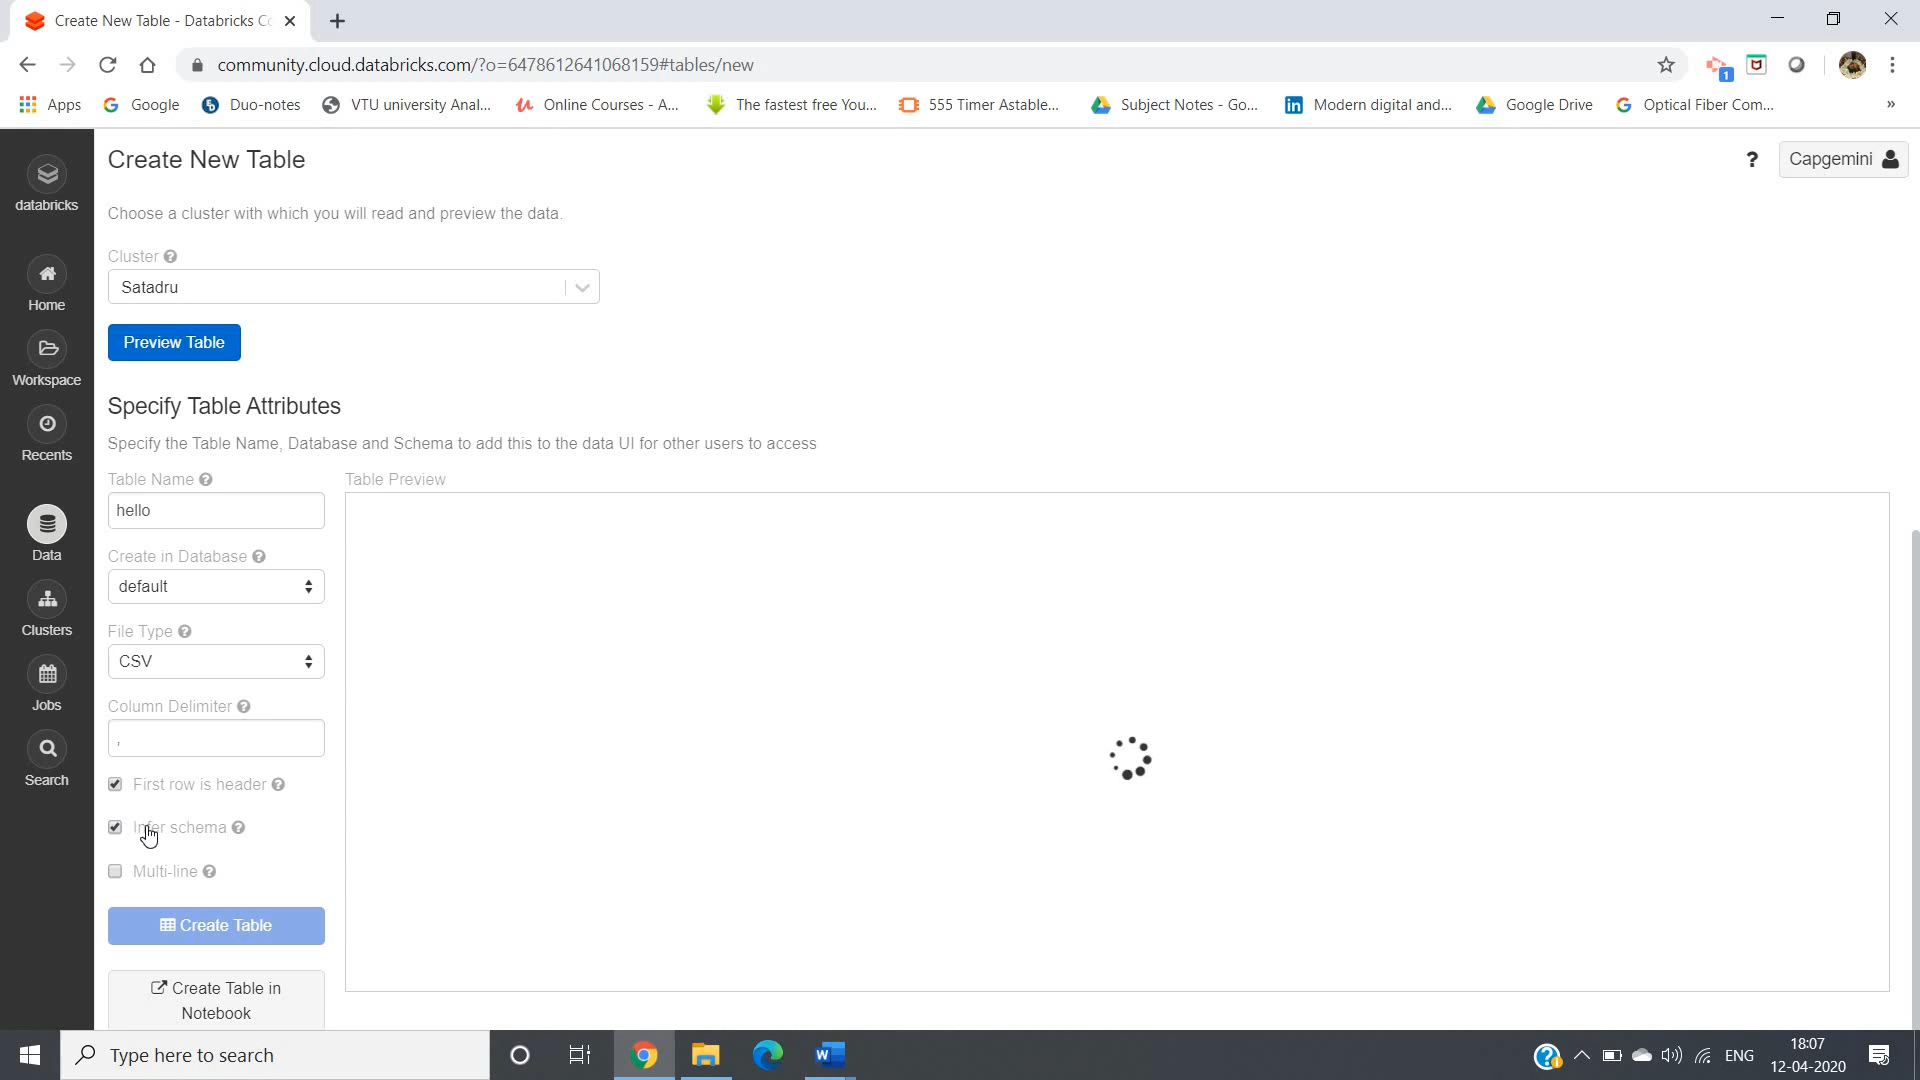 Create New Table - Databricks Cc
community.cloud.databricks.com/?o=6478612641068159#tables/new
1
Apps
Google
Duo-notes
VTU university Anal...
Online Courses - A...
The fastest free You...
555 Timer Astable...
Subject Notes - Go...
Modern digital and...
Google Drive
Optical Fiber Com...
»
databricks
Home
Workspace
Recents
Data
Clusters
Jobs
Search
Create New Table
?
Capgemini
Choose a cluster with which you will read and preview the data.
Cluster ?
Satadru
Preview Table
Specify Table Attributes
Specify the Table Name, Database and Schema to add this to the data UI for other users to access
Table Name ?
Table Preview
hello
Create in Database ?
default
File Type ?
CSV
Column Delimiter ?
,
First row is header ?
Infer schema ?
Multi-line ?
Create Table
Create Table in
Notebook
Type here to search
ENG
18:07
12-04-2020